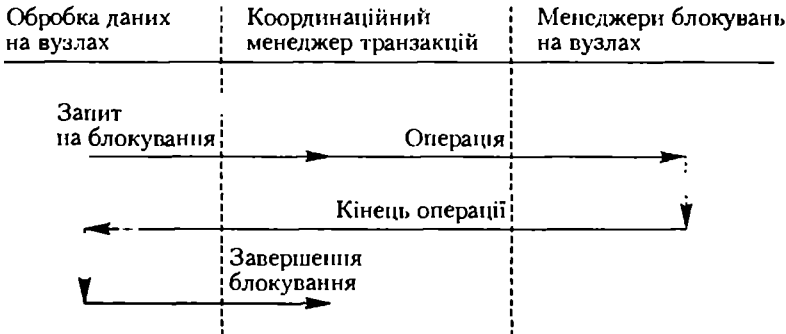 Обробка даних
на вузлах
Координаційний
менеджер транзакцій
Менеджери блокувань
на вузлах
Запит
на блокування
Операція
Кінець операції
Завершення
блокування